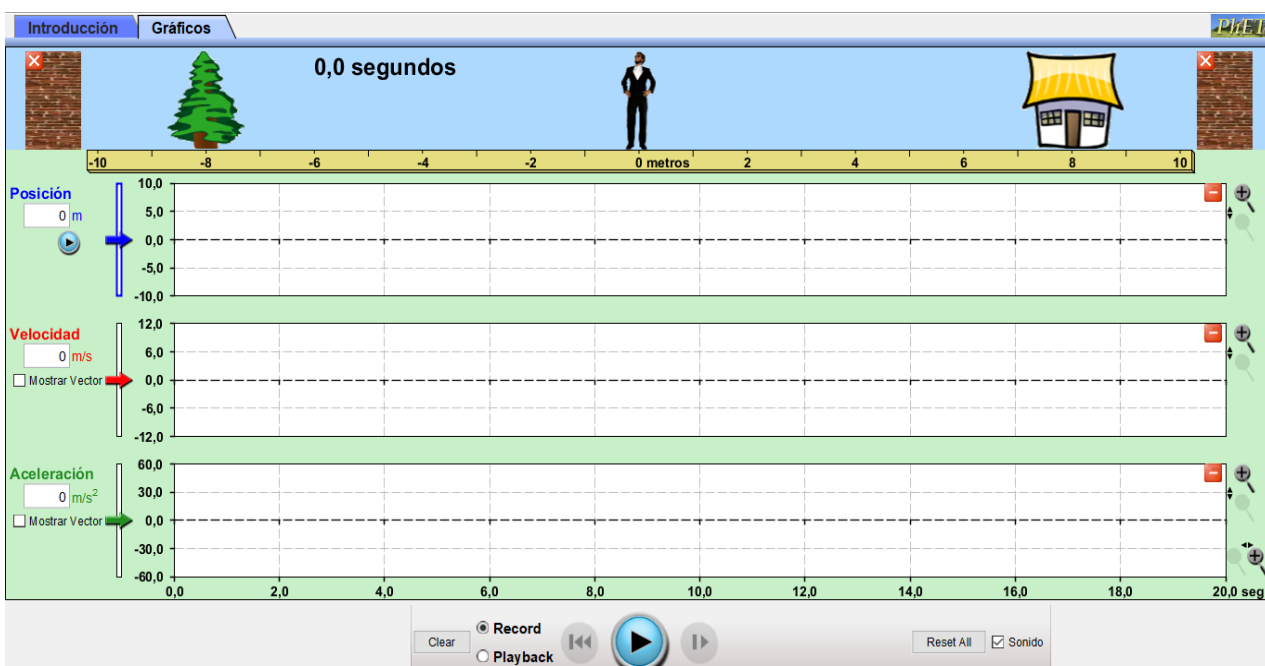 Introducción
Gráficos
PhET
0,0 segundos
-10 -8 -6 -4 -2 0 metros 2 4 6 8 10
Posición
0 m
10,0
5,0
0,0
-5,0
-10,0
Velocidad
0 m/s
Mostrar Vector
12,0
6,0
0,0
-6,0
-12,0
Aceleración
0 m/s²
Mostrar Vector
60,0
30,0
0,0
-30,0
-60,0
0,0 2,0 4,0 6,0 8,0 10,0 12,0 14,0 16,0 18,0 20,0 seg
Clear
Record
Playback
Reset All
Sonido